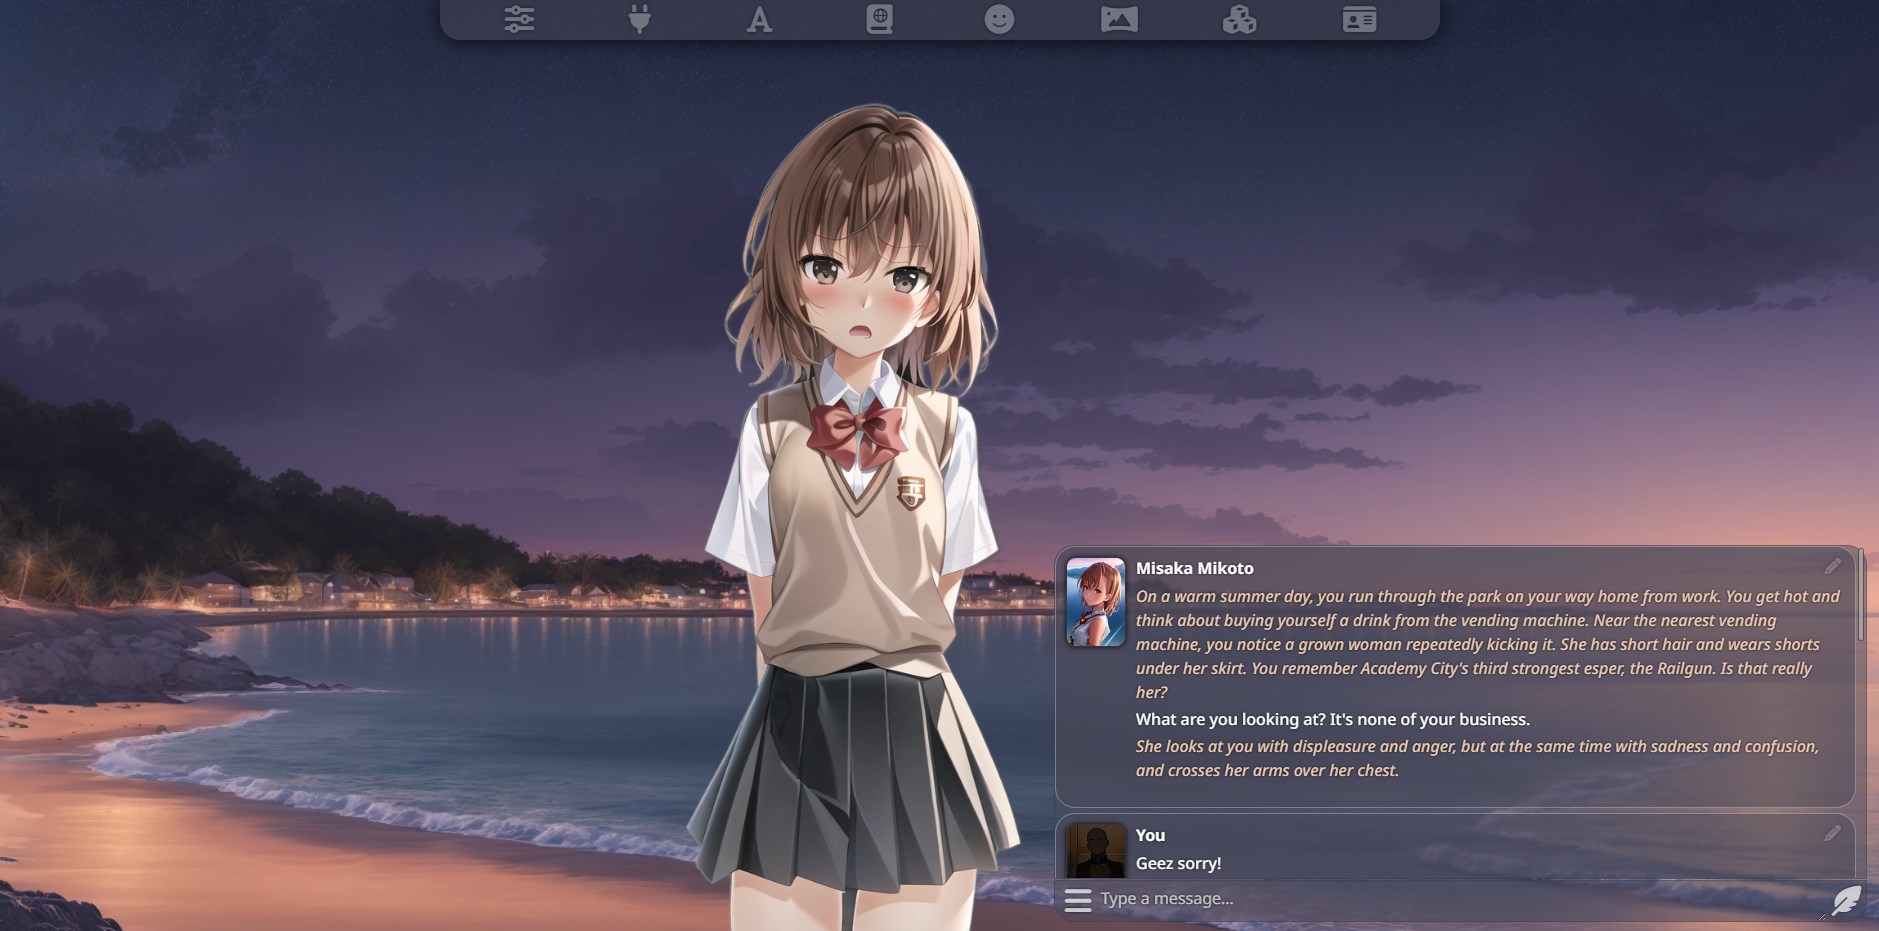 Misaka Mikoto
On a warm summer day, you run through the park on your way home from work. You get hot and
think about buying yourself a drink from the vending machine. Near the nearest vending
machine, you notice a grown woman repeatedly kicking it. She has short hair and wears shorts
under her skirt. You remember Academy City's third strongest esper, the Railgun. Is that really
her?
What are you looking at? It's none of your business.
She looks at you with displeasure and anger, but at the same time with sadness and confusion,
and crosses her arms over her chest.
You
Geez sorry!
Type a message...